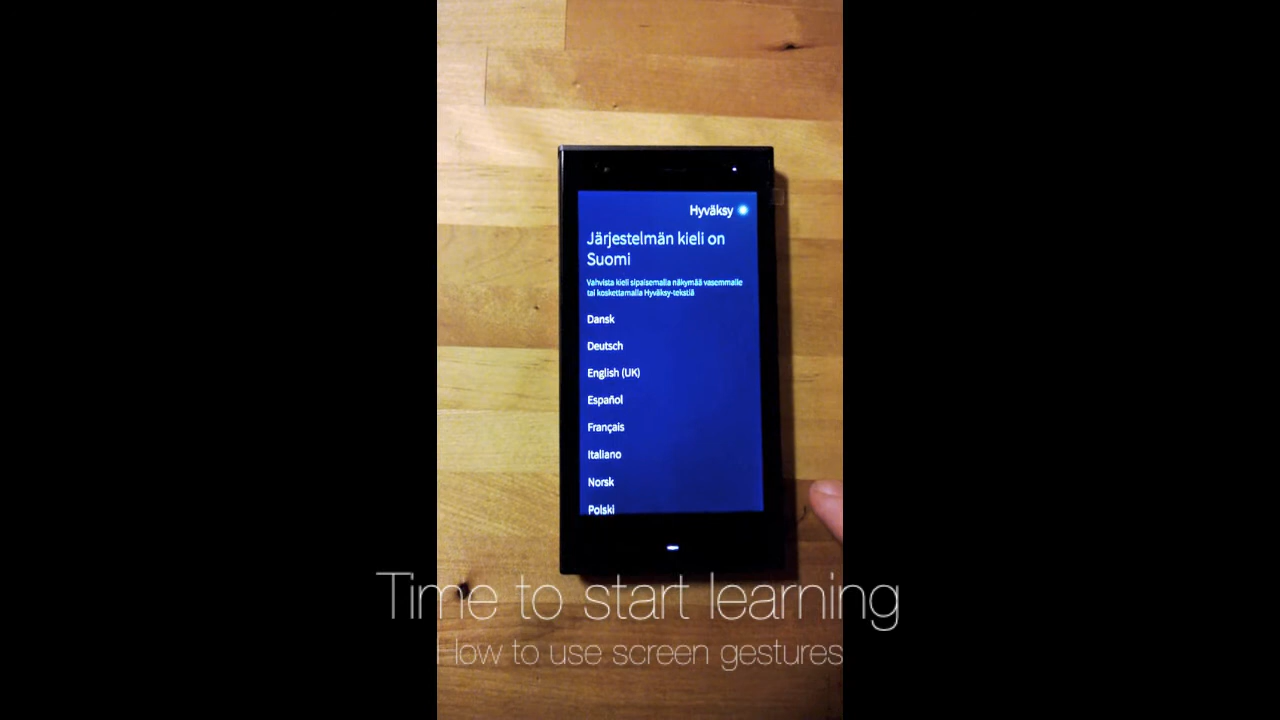 Hyväksy
Järjestelmän kieli on
Suomi
Vahvista kieli sipaisemalla näkymää vasemmalle
tai koskettamalla Hyväksy-tekstiä
Dansk
Deutsch
English (UK)
Español
Français
Italiano
Norsk
Polski
Time to start learning
How to use screen gestures